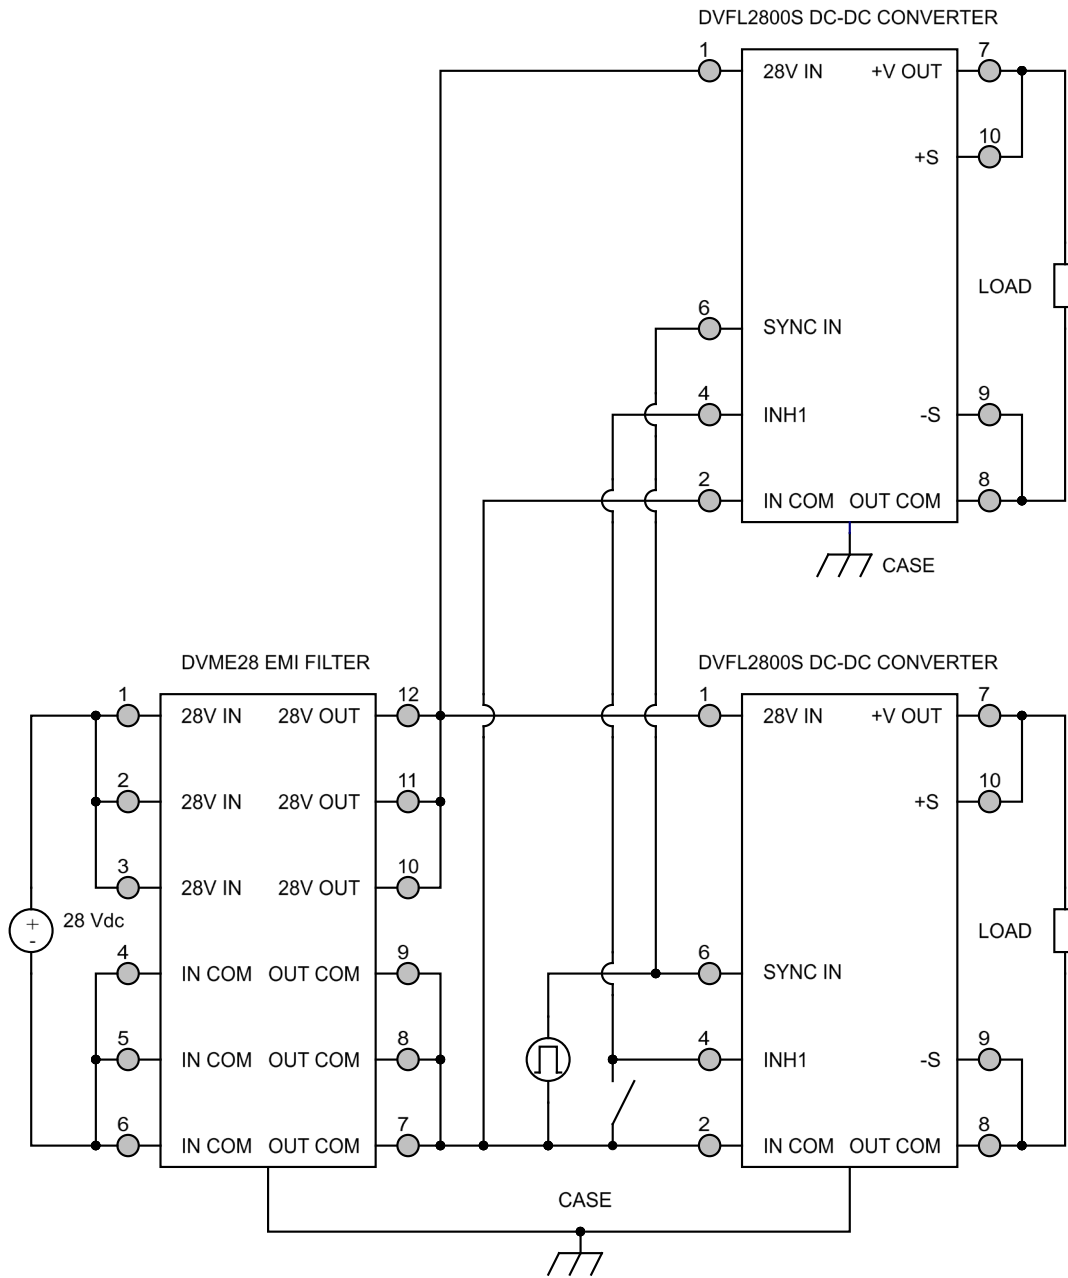 DVFL2800S DC-DC CONVERTER
1 28V IN +V OUT 7
+S 10
LOAD
6 SYNC IN
4 INH1 -S 9
2 IN COM OUT COM 8
CASE
DVME28 EMI FILTER
1 28V IN 28V OUT 12
2 28V IN 28V OUT 11
3 28V IN 28V OUT 10
+
-
28 Vdc
4 IN COM OUT COM 9
5 IN COM OUT COM 8
6 IN COM OUT COM 7
DVFL2800S DC-DC CONVERTER
1 28V IN +V OUT 7
+S 10
LOAD
6 SYNC IN
4 INH1 -S 9
2 IN COM OUT COM 8
CASE